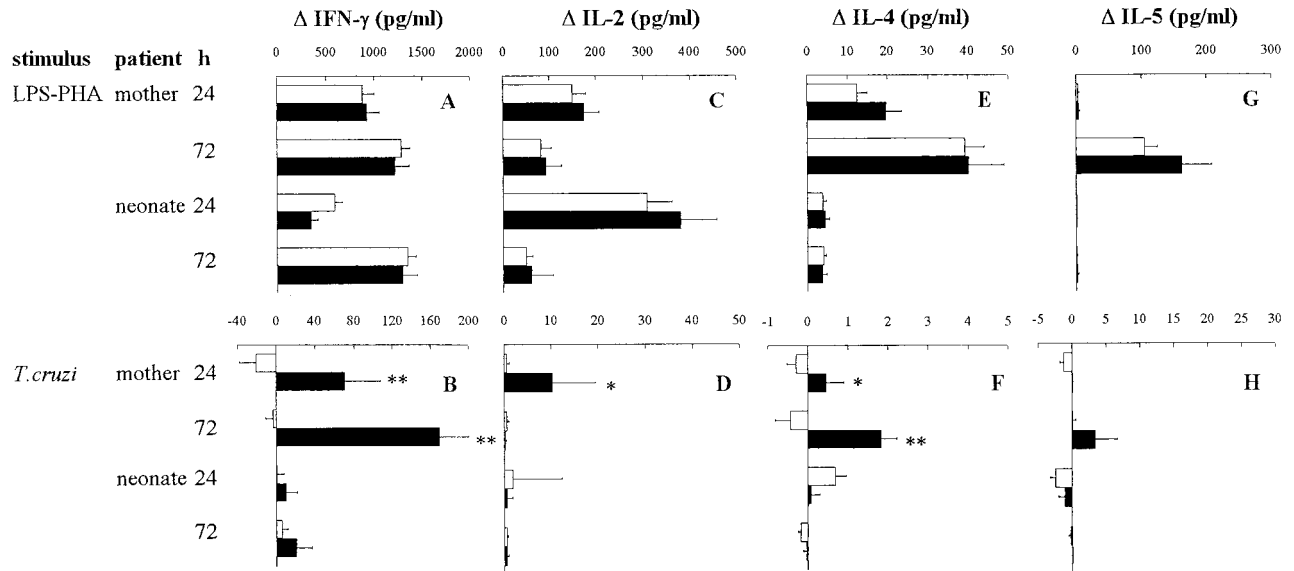 Δ IFN-γ (pg/ml) Δ IL-2 (pg/ml) Δ IL-4 (pg/ml) Δ IL-5 (pg/ml)
stimulus patient h 0 500 1000 1500 2000 0 100 200 300 400 500 0 10 20 30 40 50 0 100 200 300
LPS-PHA mother 24 A C E G
72
neonate 24
72
-40 0 40 80 120 160 200 0 10 20 30 40 50 -1 0 1 2 3 4 5 -5 0 5 10 15 20 25 30
T.cruzi mother 24 ** B * D * F H
72 ** **
neonate 24
72